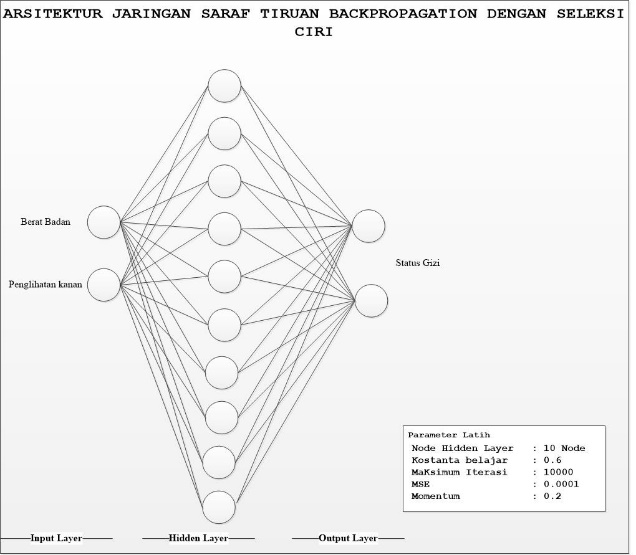 ARSITEKTUR JARINGAN SARAF TIRUAN BACKPROPAGATION DENGAN SELEKSI
CIRI
Berat Badan
Penglihatan kanan
Status Gizi
Parameter Latih
Node Hidden Layer : 10 Node
Kostanta belajar : 0.6
MaKsimum Iterasi : 10000
MSE : 0.0001
Momentum : 0.2
Input Layer
Hidden Layer
Output Layer